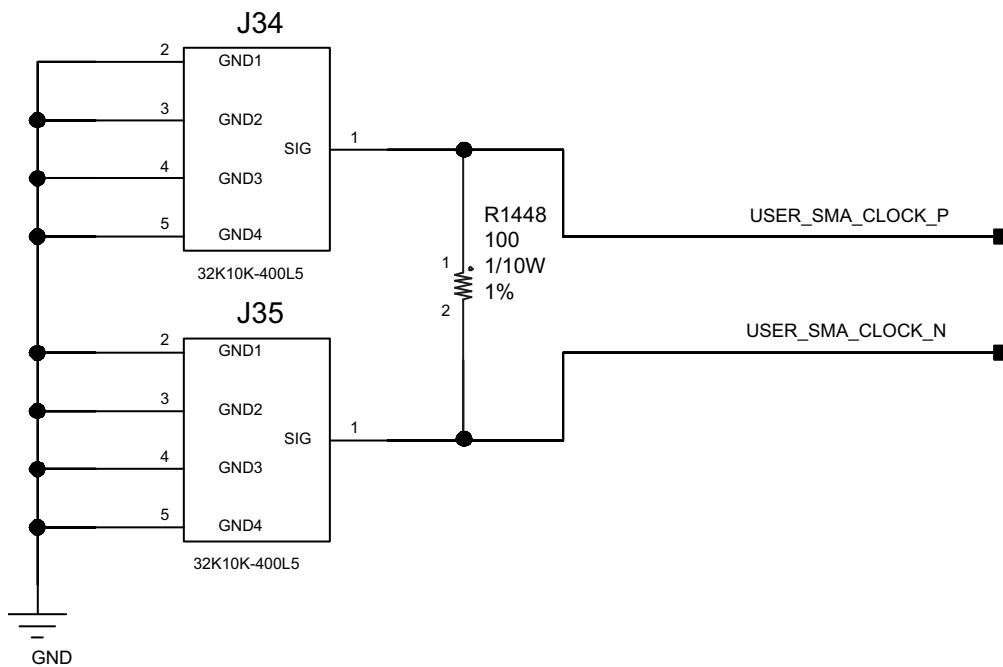 J34
2
GND1
3
GND2
SIG
1
4
GND3
5
GND4
32K10K-400L5
R1448
100
1/10W
1%
1
2
USER_SMA_CLOCK_P
J35
2
GND1
3
GND2
SIG
1
4
GND3
5
GND4
32K10K-400L5
USER_SMA_CLOCK_N
GND